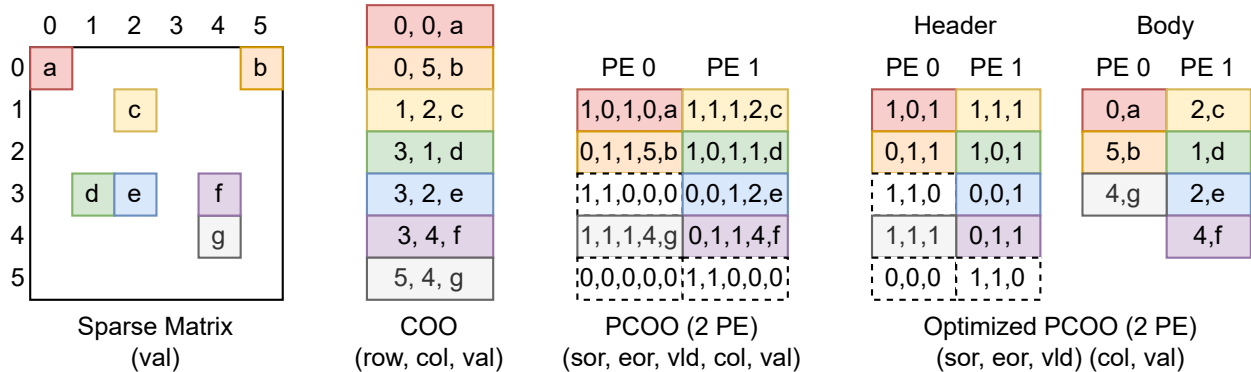 0 1 2 3 4 5
0
1
2
3
4
5
a
b
c
d
e
f
g
Sparse Matrix
(val)
0, 0, a
0, 5, b
1, 2, c
3, 1, d
3, 2, e
3, 4, f
5, 4, g
COO
(row, col, val)
PE 0 PE 1
1,0,1,0,a 1,1,1,2,c
0,1,1,5,b 1,0,1,1,d
1,1,0,0,0 0,0,1,2,e
1,1,1,4,g 0,1,1,4,f
0,0,0,0,0 1,1,0,0,0
PCOO (2 PE)
(sor, eor, vld, col, val)
Header
PE 0 PE 1
1,0,1 1,1,1
0,1,1 1,0,1
1,1,0 0,0,1
1,1,1 0,1,1
0,0,0 1,1,0
Body
PE 0 PE 1
0,a 2,c
5,b 1,d
4,g 2,e
4,f
Optimized PCOO (2 PE)
(sor, eor, vld) (col, val)